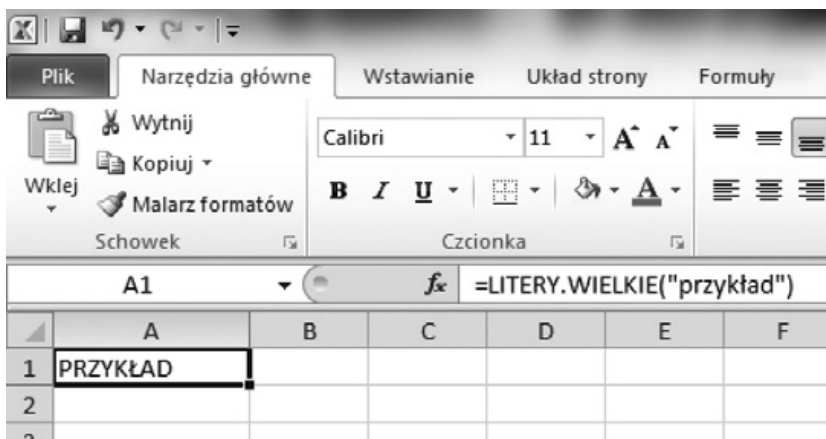 Plik Narzędzia główne Wstawianie Układ strony Formuły
Wklej
Wytnij
Kopiuj
Malarz formatów
Schowek
Calibri 11 A A
B I U A
Czcionka
A1 fx =LITERY.WIELKIE("przykład")
A B C D E F
1 PRZYKŁAD
2